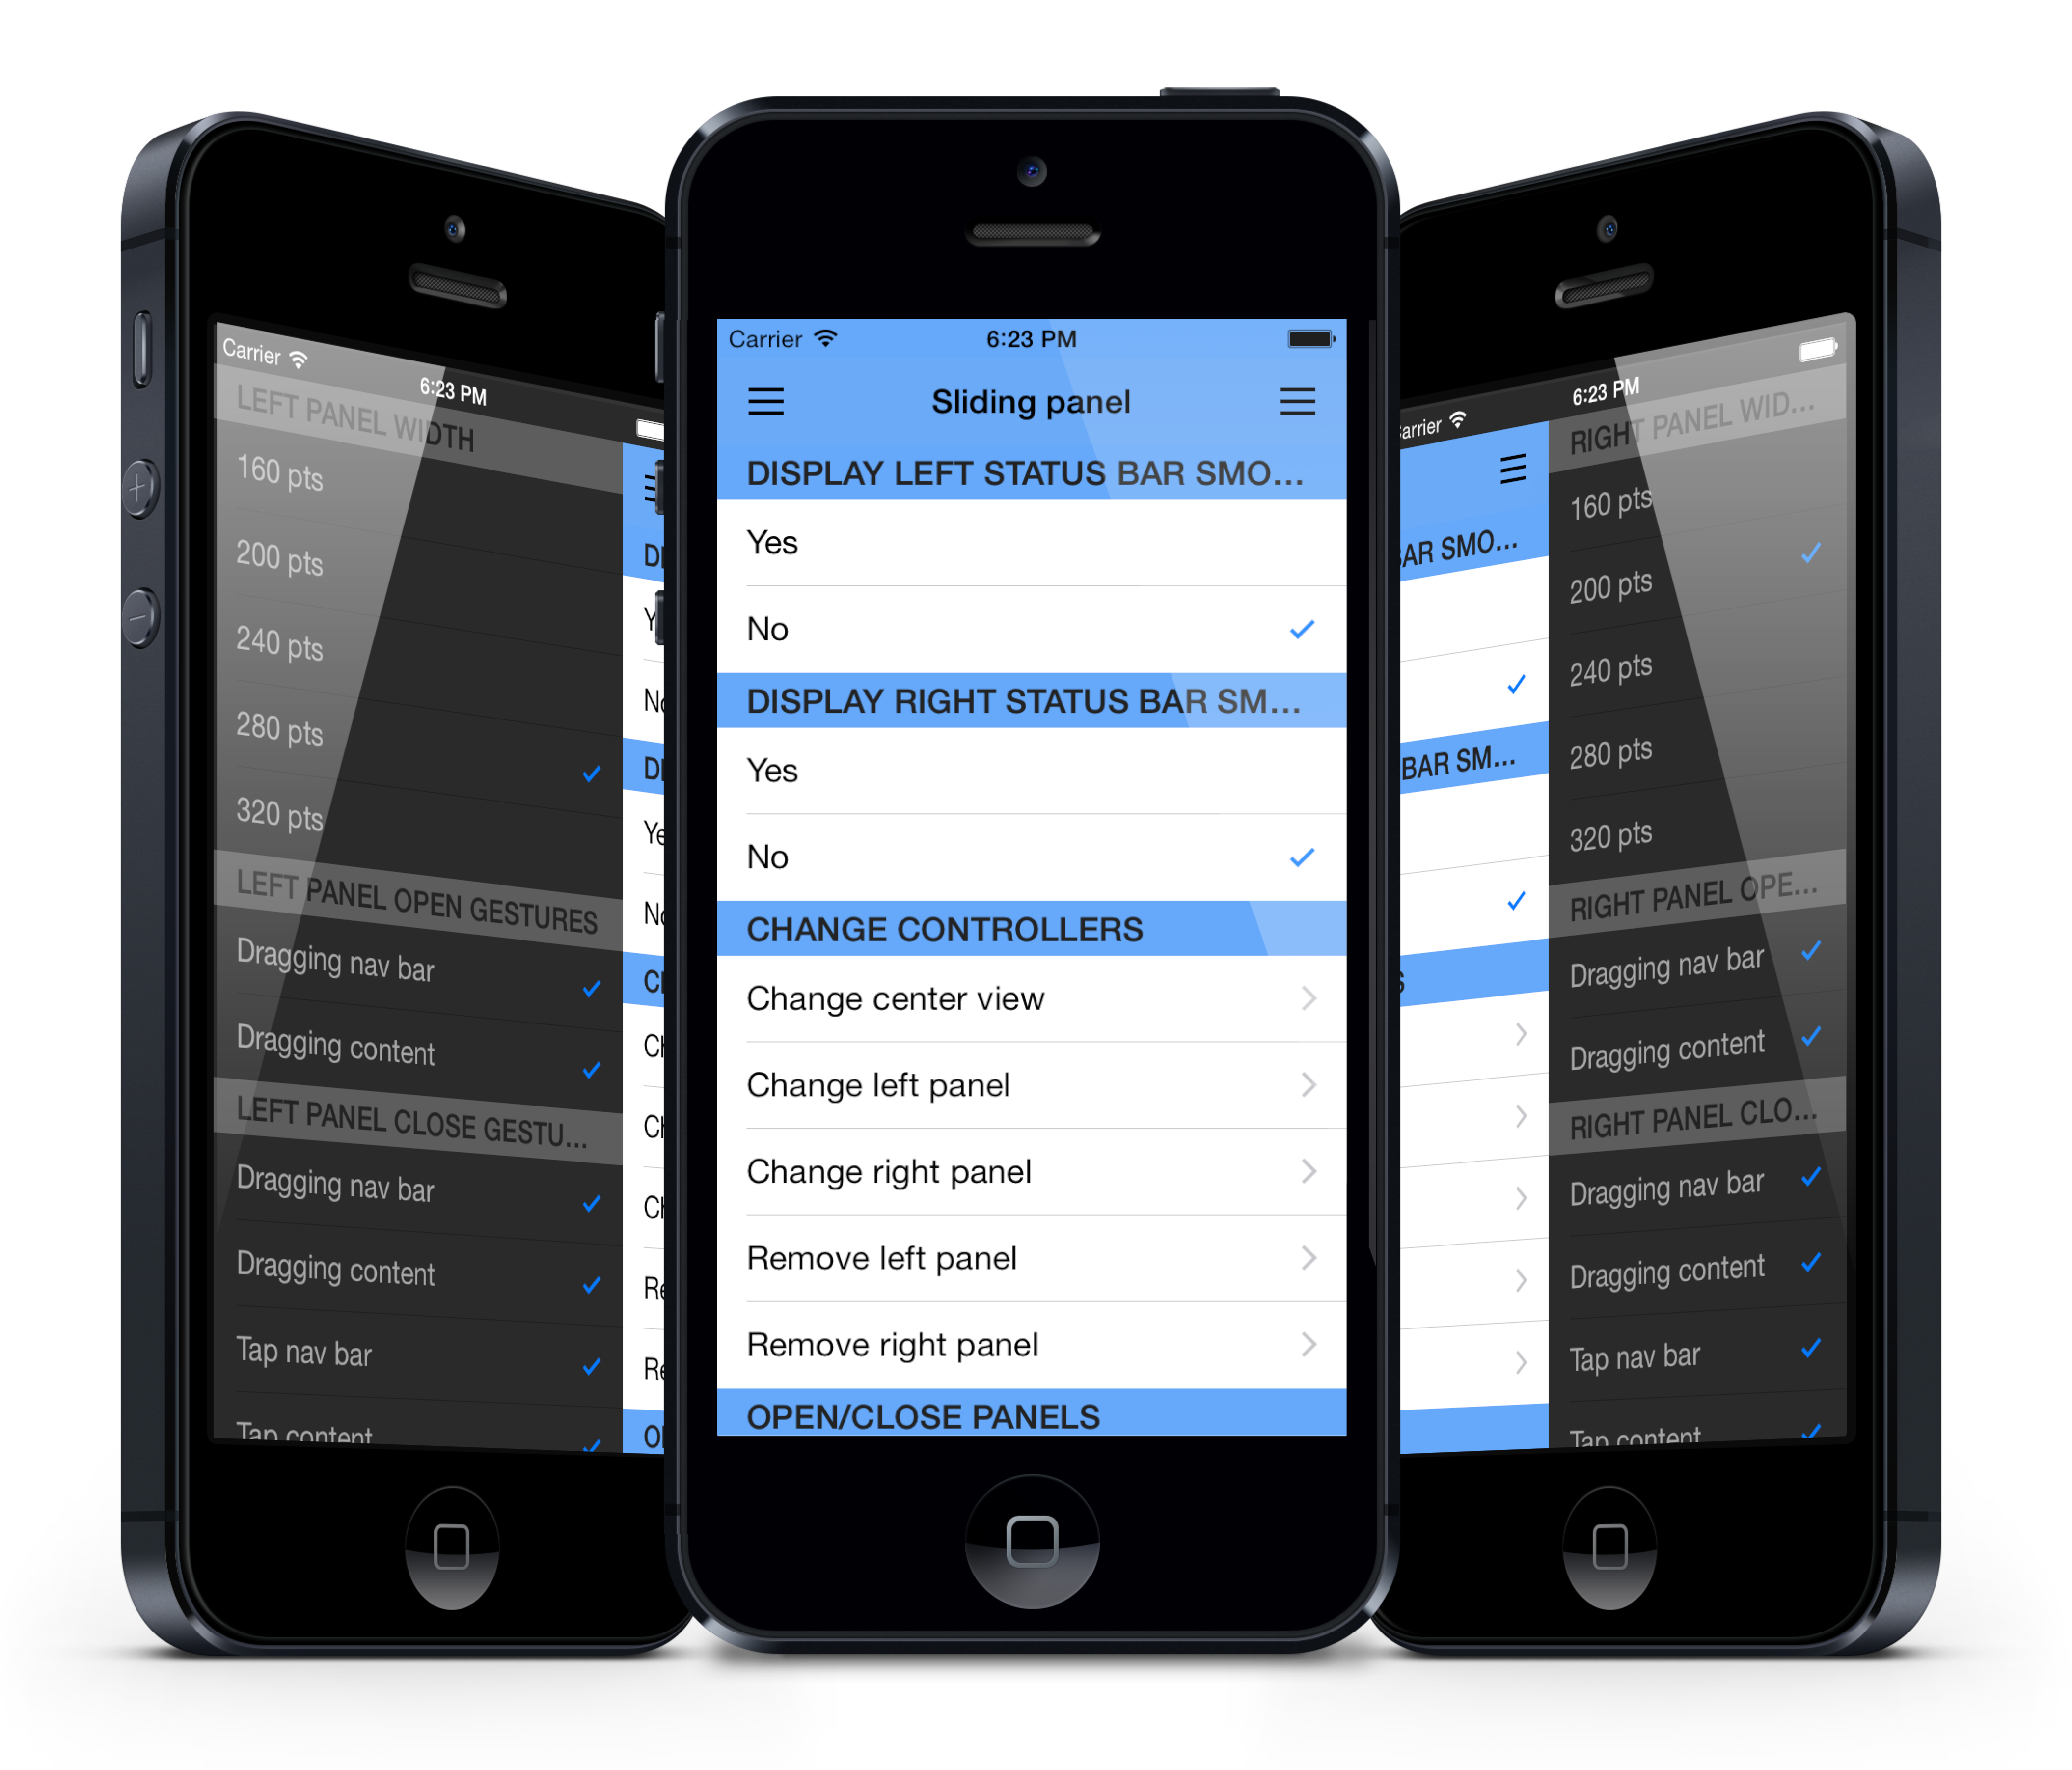 Carrier
6:23 PM
LEFT PANEL WIDTH
160 pts
200 pts
240 pts
280 pts
320 pts
LEFT PANEL OPEN GESTURES
Dragging nav bar
Dragging content
LEFT PANEL CLOSE GESTU...
Dragging nav bar
Dragging content
Tap nav bar
Tap content
Carrier 6:23 PM
Sliding panel
DISPLAY LEFT STATUS BAR SMO...
Yes
No
DISPLAY RIGHT STATUS BAR SM...
Yes
No
CHANGE CONTROLLERS
Change center view
Change left panel
Change right panel
Remove left panel
Remove right panel
OPEN/CLOSE PANELS
arrier
6:23 PM
AR SMO...
BAR SM...
RIGHT PANEL WID...
160 pts
200 pts
240 pts
280 pts
320 pts
RIGHT PANEL OPE...
Dragging nav bar
Dragging content
RIGHT PANEL CLO...
Dragging nav bar
Dragging content
Tap nav bar
Tap content